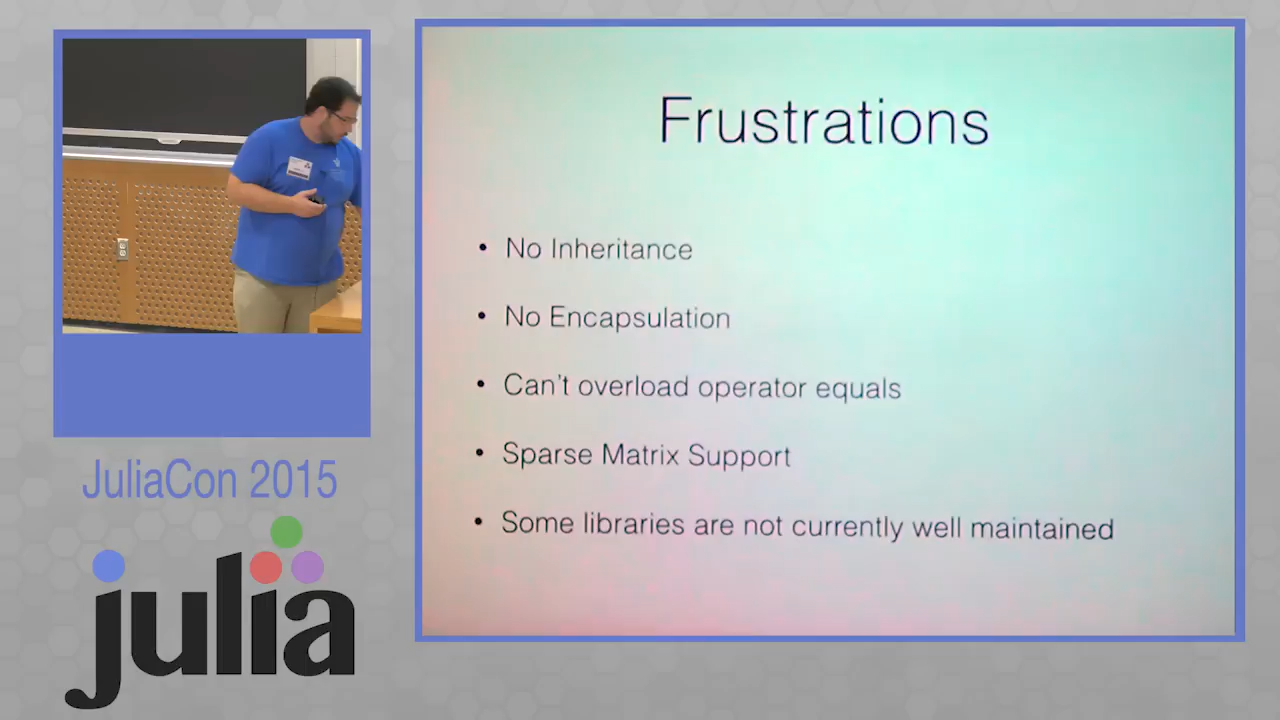 Frustrations
• No Inheritance
• No Encapsulation
• Can't overload operator equals
• Sparse Matrix Support
• Some libraries are not currently well maintained
JuliaCon 2015
julia